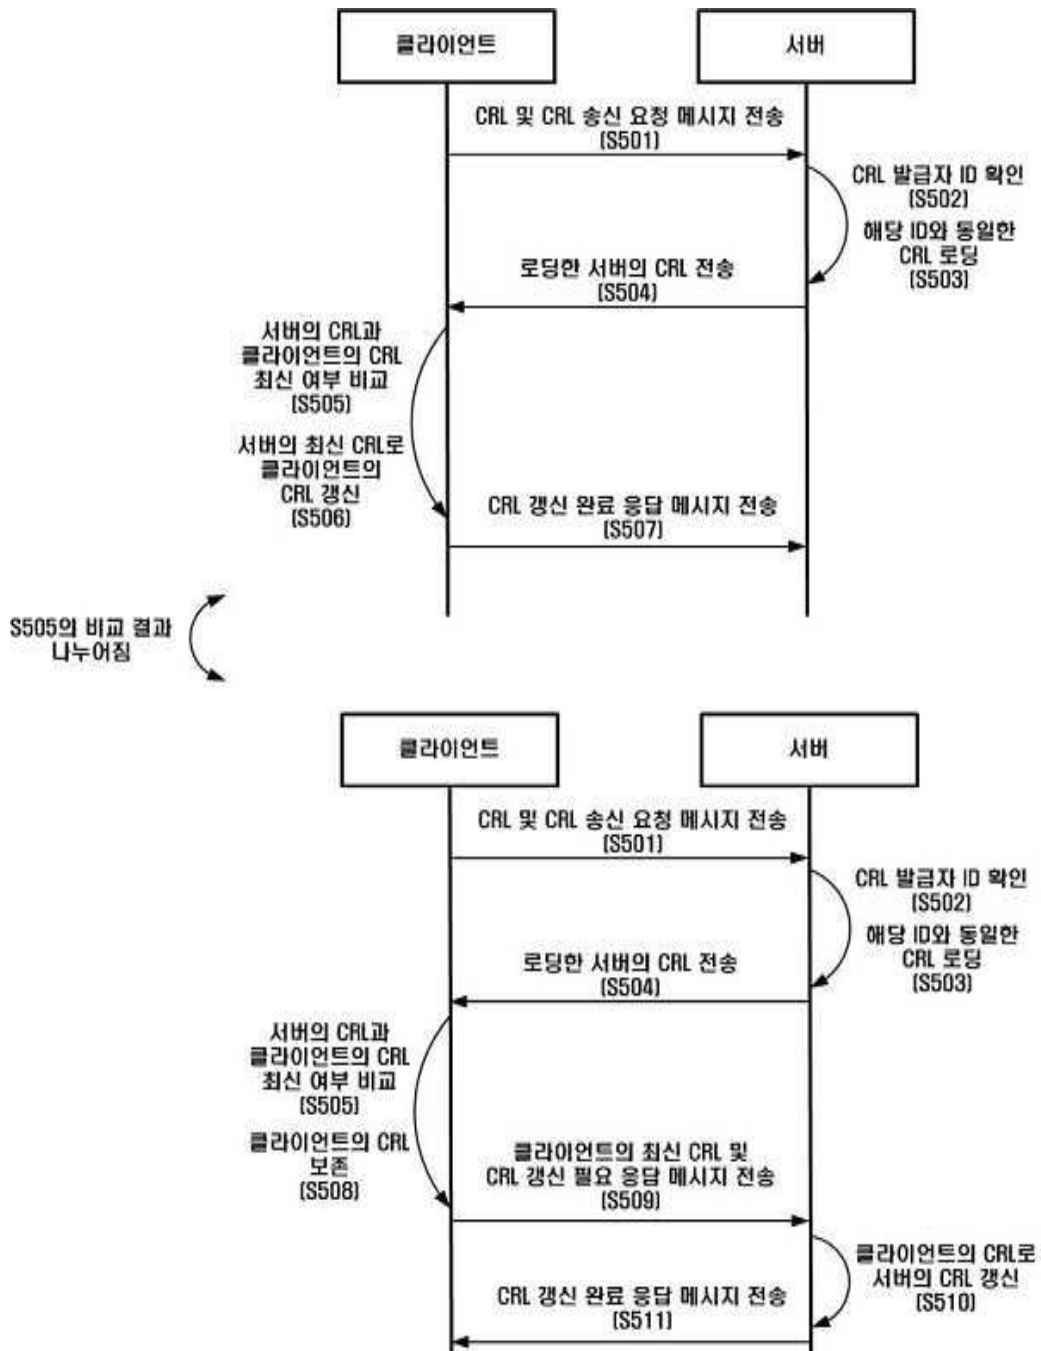 클라이언트
서버
CRL 및 CRL 송신 요청 메시지 전송
(S501)
CRL 발급자 ID 확인
(S502)
해당 ID와 동일한
CRL 로딩
(S503)
로딩한 서버의 CRL 전송
(S504)
서버의 CRL과
클라이언트의 CRL
최신 여부 비교
(S505)
서버의 최신 CRL로
클라이언트의
CRL 갱신
(S506)
CRL 갱신 완료 응답 메시지 전송
(S507)
S505의 비교 결과
나누어짐
클라이언트
서버
CRL 및 CRL 송신 요청 메시지 전송
(S501)
CRL 발급자 ID 확인
(S502)
해당 ID와 동일한
CRL 로딩
(S503)
로딩한 서버의 CRL 전송
(S504)
서버의 CRL과
클라이언트의 CRL
최신 여부 비교
(S505)
클라이언트의 CRL
보존
(S508)
클라이언트의 최신 CRL 및
CRL 갱신 필요 응답 메시지 전송
(S509)
클라이언트의 CRL로
서버의 CRL 갱신
(S510)
CRL 갱신 완료 응답 메시지 전송
(S511)